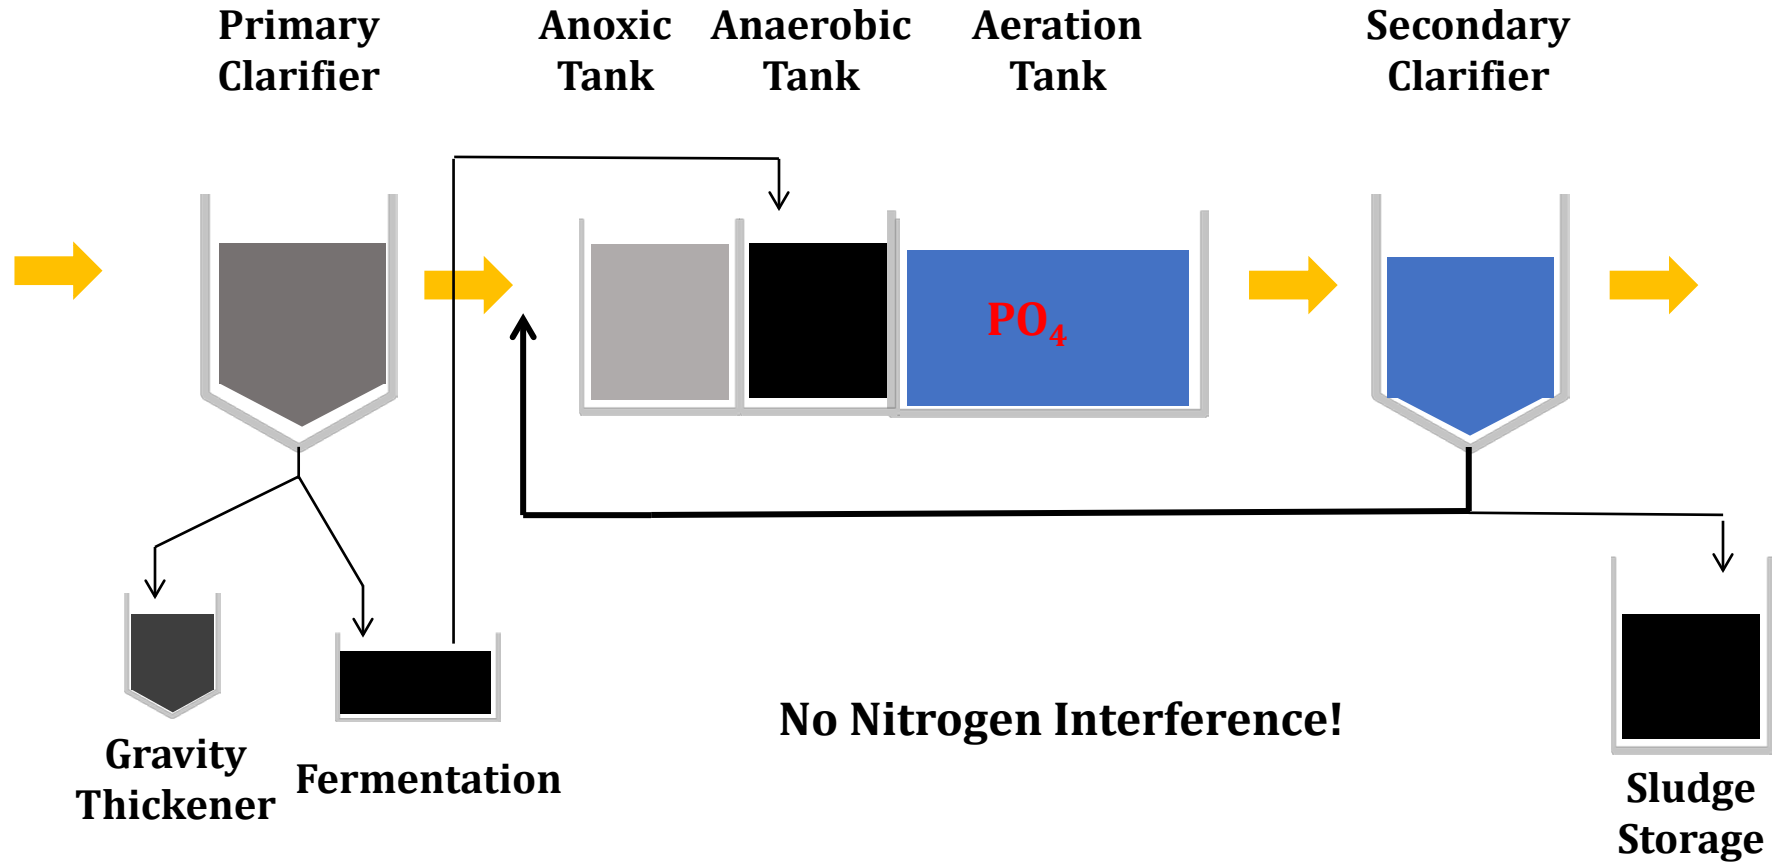 Primary
Clarifier
Anoxic
Tank
Anaerobic
Tank
Aeration
Tank
Secondary
Clarifier
PO₄
Gravity
Thickener
Fermentation
No Nitrogen Interference!
Sludge
Storage